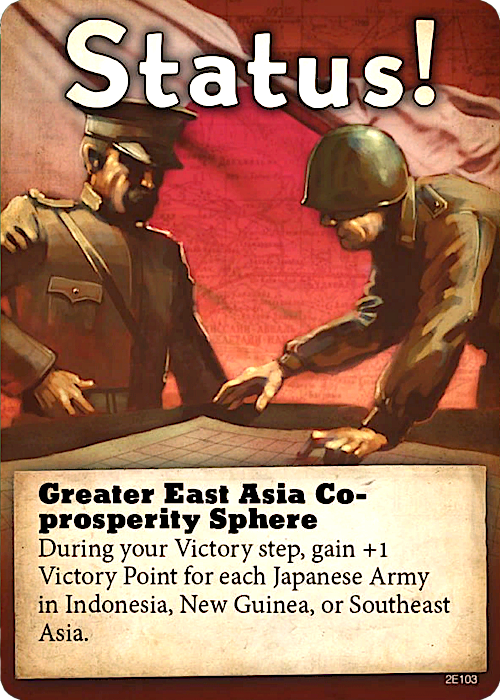 Status!
Greater East Asia Co-
prosperity Sphere
During your Victory step, gain +1
Victory Point for each Japanese Army
in Indonesia, New Guinea, or Southeast
Asia.
2E103